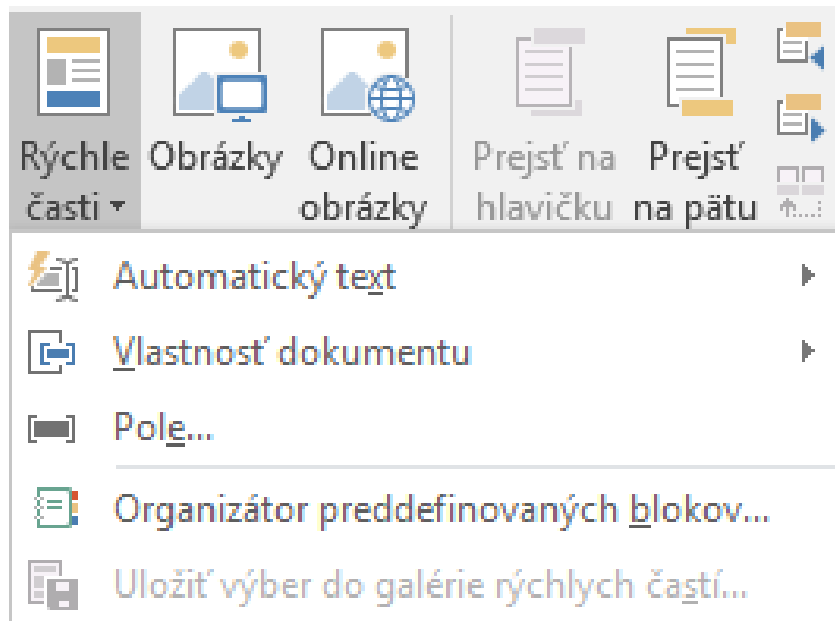 Rýchle
časti
Obrázky
Online
obrázky
Prejsť na
hlavičku
Prejsť
na pätu
Automatický text
Vlastnosť dokumentu
Pole...
Organizátor preddefinovaných blokov...
Uložiť výber do galérie rýchlych častí...